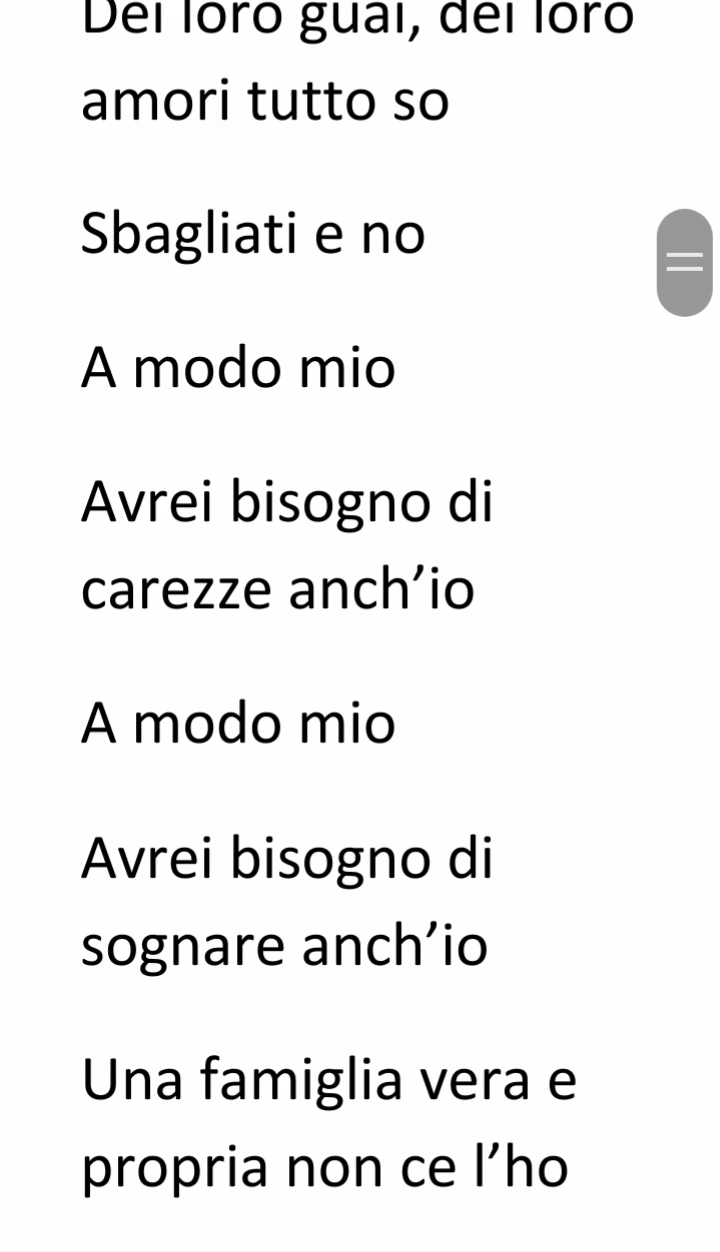 Dei loro guai, dei loro
amori tutto so
Sbagliati e no
A modo mio
Avrei bisogno di
carezze anch’io
A modo mio
Avrei bisogno di
sognare anch’io
Una famiglia vera e
propria non ce l’ho